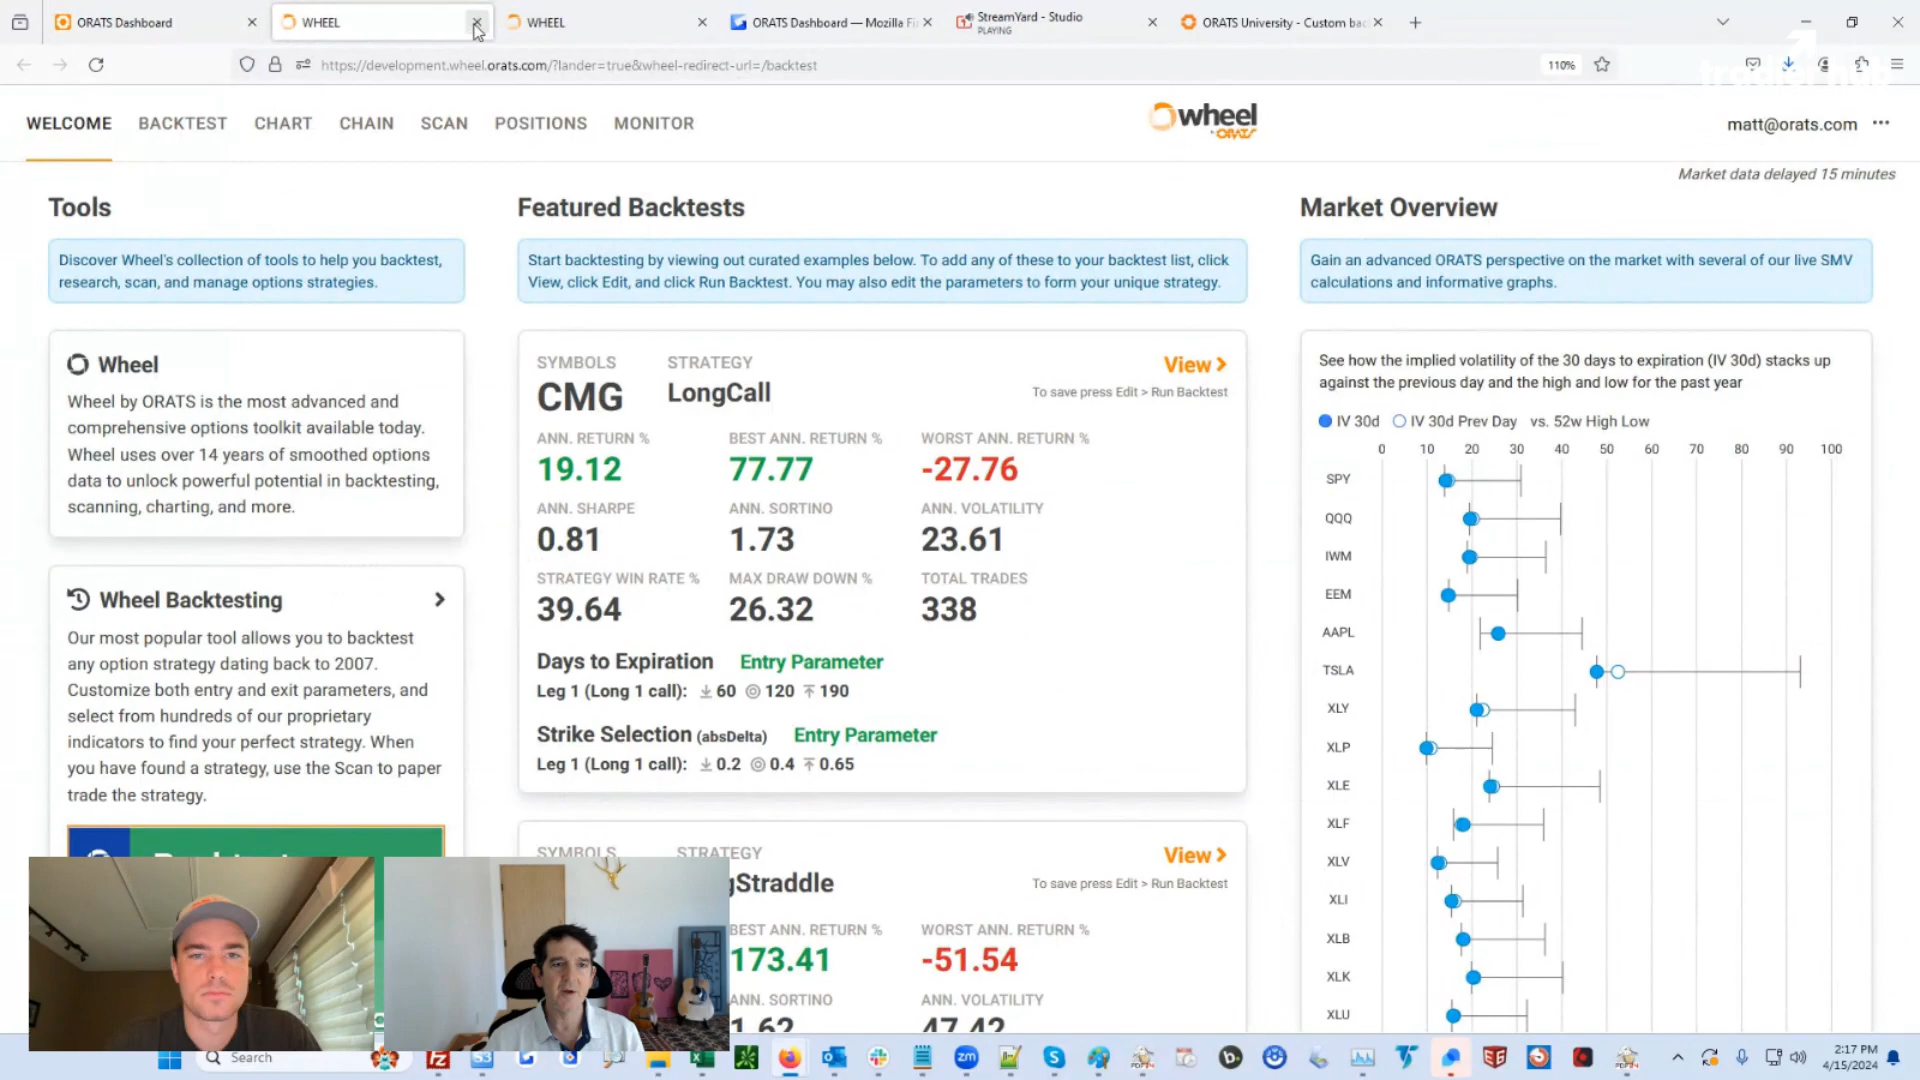 ORATS Dashboard
WHEEL
WHEEL
ORATS Dashboard — Mozilla Fi
StreamYard - Studio
PLAYING
ORATS University - Custom bac
https://development.wheel.orats.com/?lander=true&wheel-redirect-url=/backtest
110%
tradier hub
WELCOME
BACKTEST
CHART
CHAIN
SCAN
POSITIONS
MONITOR
wheel
by ORATS
matt@orats.com
Market data delayed 15 minutes
Tools
Discover Wheel's collection of tools to help you backtest,
research, scan, and manage options strategies.
Wheel
Wheel by ORATS is the most advanced and
comprehensive options toolkit available today.
Wheel uses over 14 years of smoothed options
data to unlock powerful potential in backtesting,
scanning, charting, and more.
Wheel Backtesting
Our most popular tool allows you to backtest
any option strategy dating back to 2007.
Customize both entry and exit parameters, and
select from hundreds of our proprietary
indicators to find your perfect strategy. When
you have found a strategy, use the Scan to paper
trade the strategy.
Featured Backtests
Start backtesting by viewing out curated examples below. To add any of these to your backtest list, click
View, click Edit, and click Run Backtest. You may also edit the parameters to form your unique strategy.
SYMBOLS STRATEGY View
CMG LongCall To save press Edit > Run Backtest
ANN. RETURN % BEST ANN. RETURN % WORST ANN. RETURN %
19.12 77.77 -27.76
ANN. SHARPE ANN. SORTINO ANN. VOLATILITY
0.81 1.73 23.61
STRATEGY WIN RATE % MAX DRAW DOWN % TOTAL TRADES
39.64 26.32 338
Days to Expiration Entry Parameter
Leg 1 (Long 1 call): 60 120 190
Strike Selection (absDelta) Entry Parameter
Leg 1 (Long 1 call): 0.2 0.4 0.65
SYMBOLS STRATEGY View
gStraddle To save press Edit > Run Backtest
BEST ANN. RETURN % WORST ANN. RETURN %
173.41 -51.54
ANN. SORTINO ANN. VOLATILITY
1.62 47.42
Market Overview
Gain an advanced ORATS perspective on the market with several of our live SMV
calculations and informative graphs.
See how the implied volatility of the 30 days to expiration (IV 30d) stacks up
against the previous day and the high and low for the past year
IV 30d IV 30d Prev Day vs. 52w High Low
0 10 20 30 40 50 60 70 80 90 100
SPY
QQQ
IWM
EEM
AAPL
TSLA
XLY
XLP
XLE
XLF
XLV
XLI
XLB
XLK
XLU
Search
2:17 PM
4/15/2024